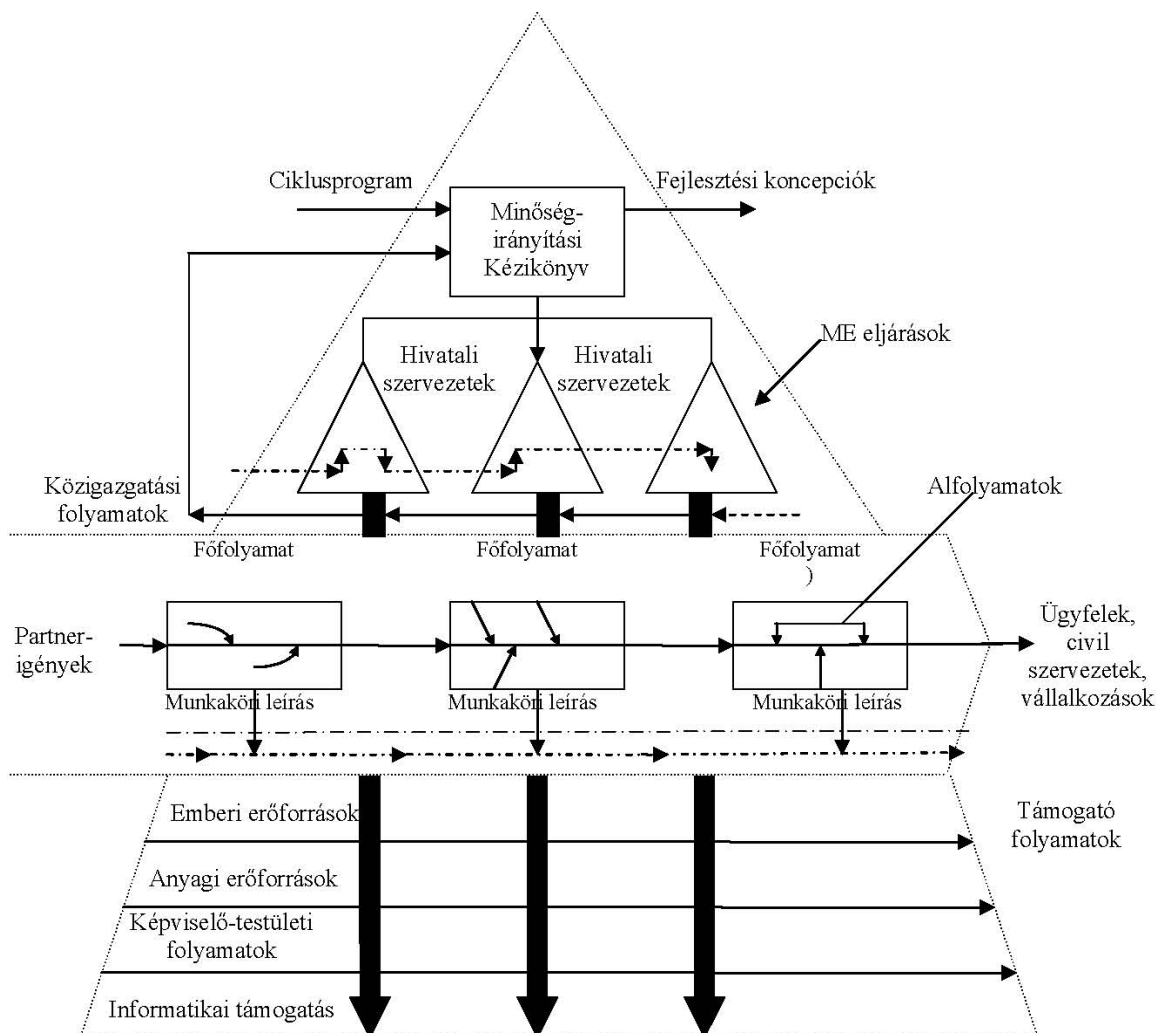 Ciklusprogram
Fejlesztési koncepciók
Minőség-
irányítási
Kézikönyv
ME eljárások
Hivatali
szervezetek
Hivatali
szervezetek
Közigazgatási
folyamatok
Alfolyamatok
Főfolyamat
Főfolyamat
Főfolyamat
)
Partner-
igények
Ügyfelek,
civil
szervezetek,
vállalkozások
Munkaköri leírás
Munkaköri leírás
Munkaköri leírás
Emberi erőforrások
Támogató
folyamatok
Anyagi erőforrások
Képviselő-testületi
folyamatok
Informatikai támogatás